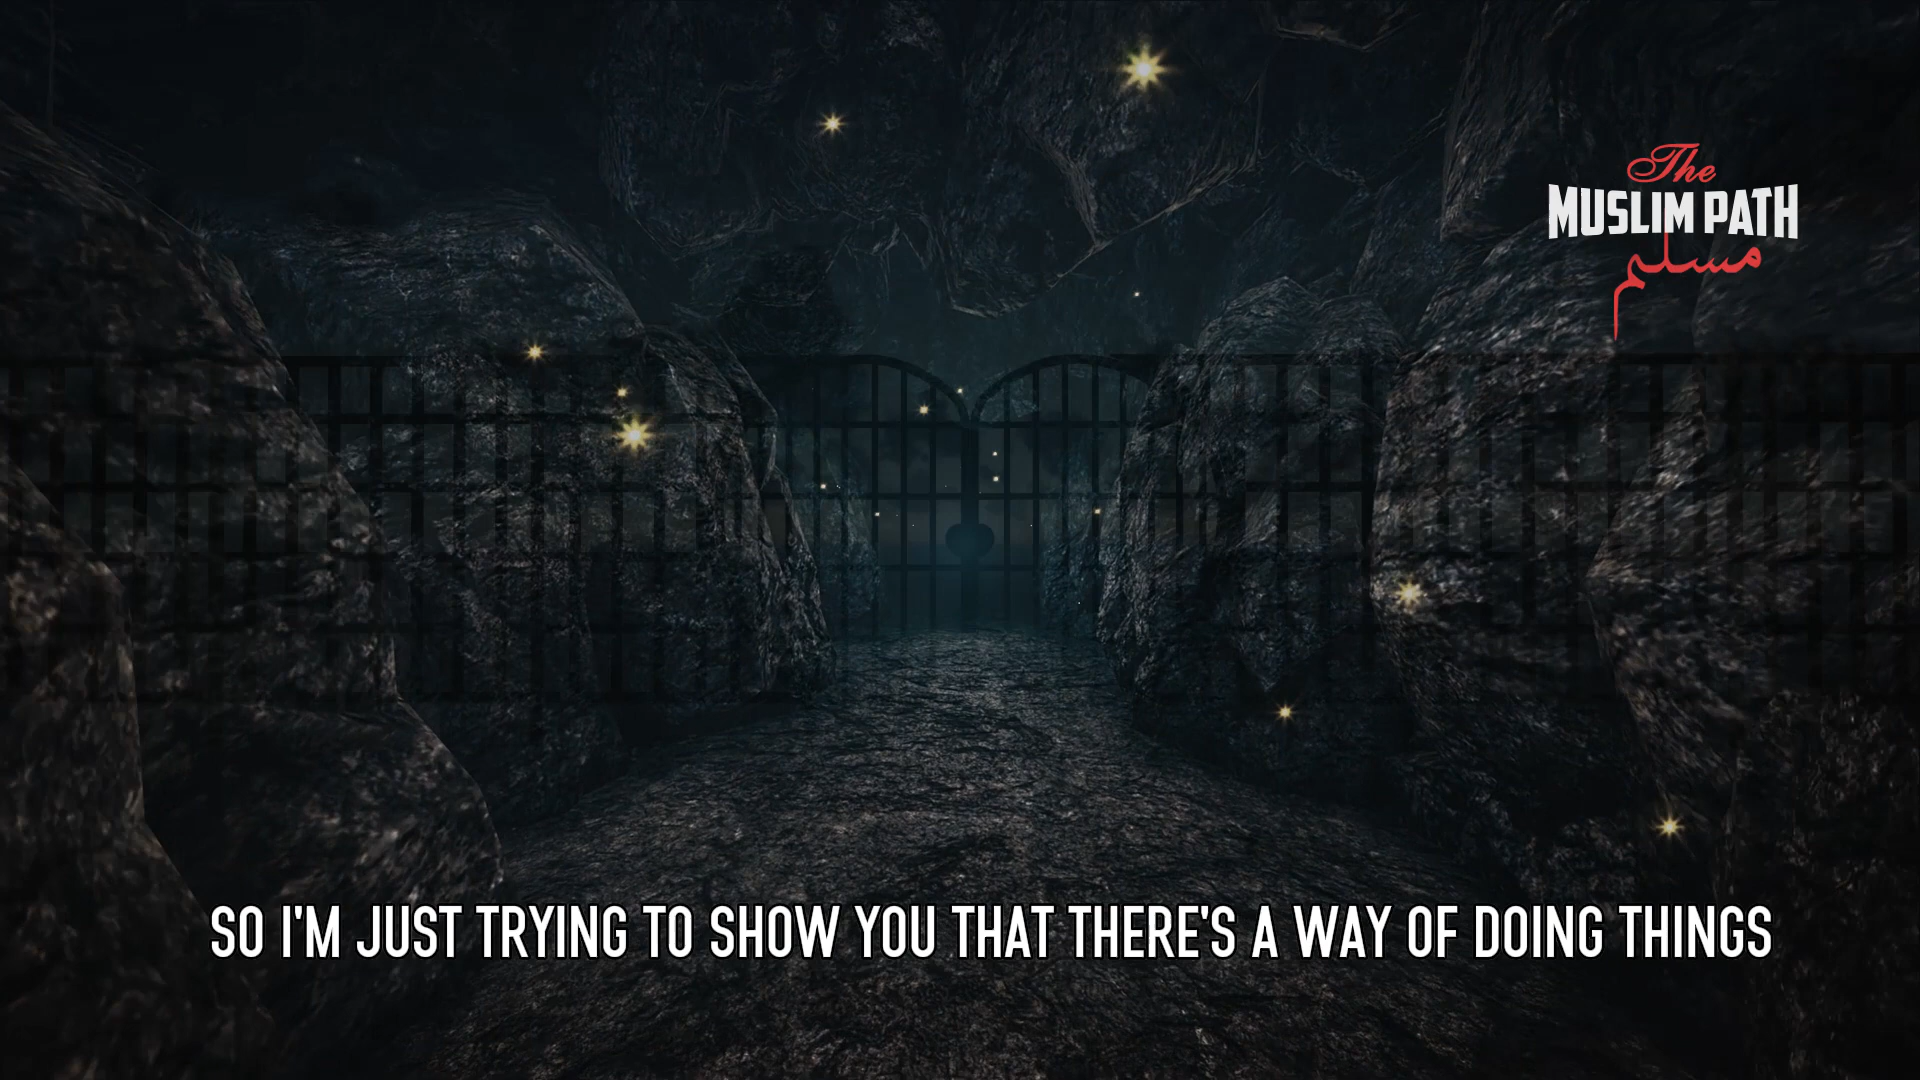 The
MUSLIM PATH
مسلم
SO I'M JUST TRYING TO SHOW YOU THAT THERE'S A WAY OF DOING THINGS